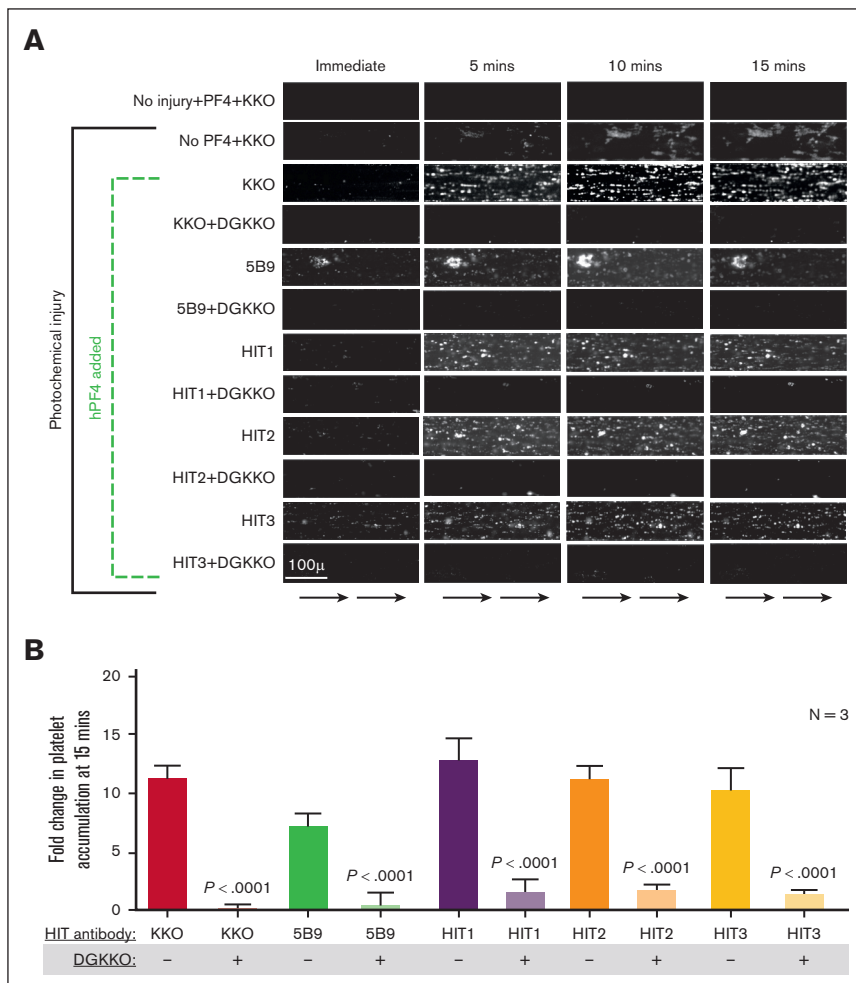 A
Immediate 5 mins 10 mins 15 mins
No injury+PF4+KKO
No PF4+KKO
KKO
KKO+DGKKO
5B9
5B9+DGKKO
HIT1
HIT1+DGKKO
HIT2
HIT2+DGKKO
HIT3
HIT3+DGKKO
Photochemical injury
hPF4 added
100μ
B
Fold change in platelet
accumulation at 15 mins
20
15
10
5
0
N = 3
P < .0001 P < .0001 P < .0001 P < .0001 P < .0001
HIT antibody: KKO KKO 5B9 5B9 HIT1 HIT1 HIT2 HIT2 HIT3 HIT3
DGKKO: – + – + – + – + – +